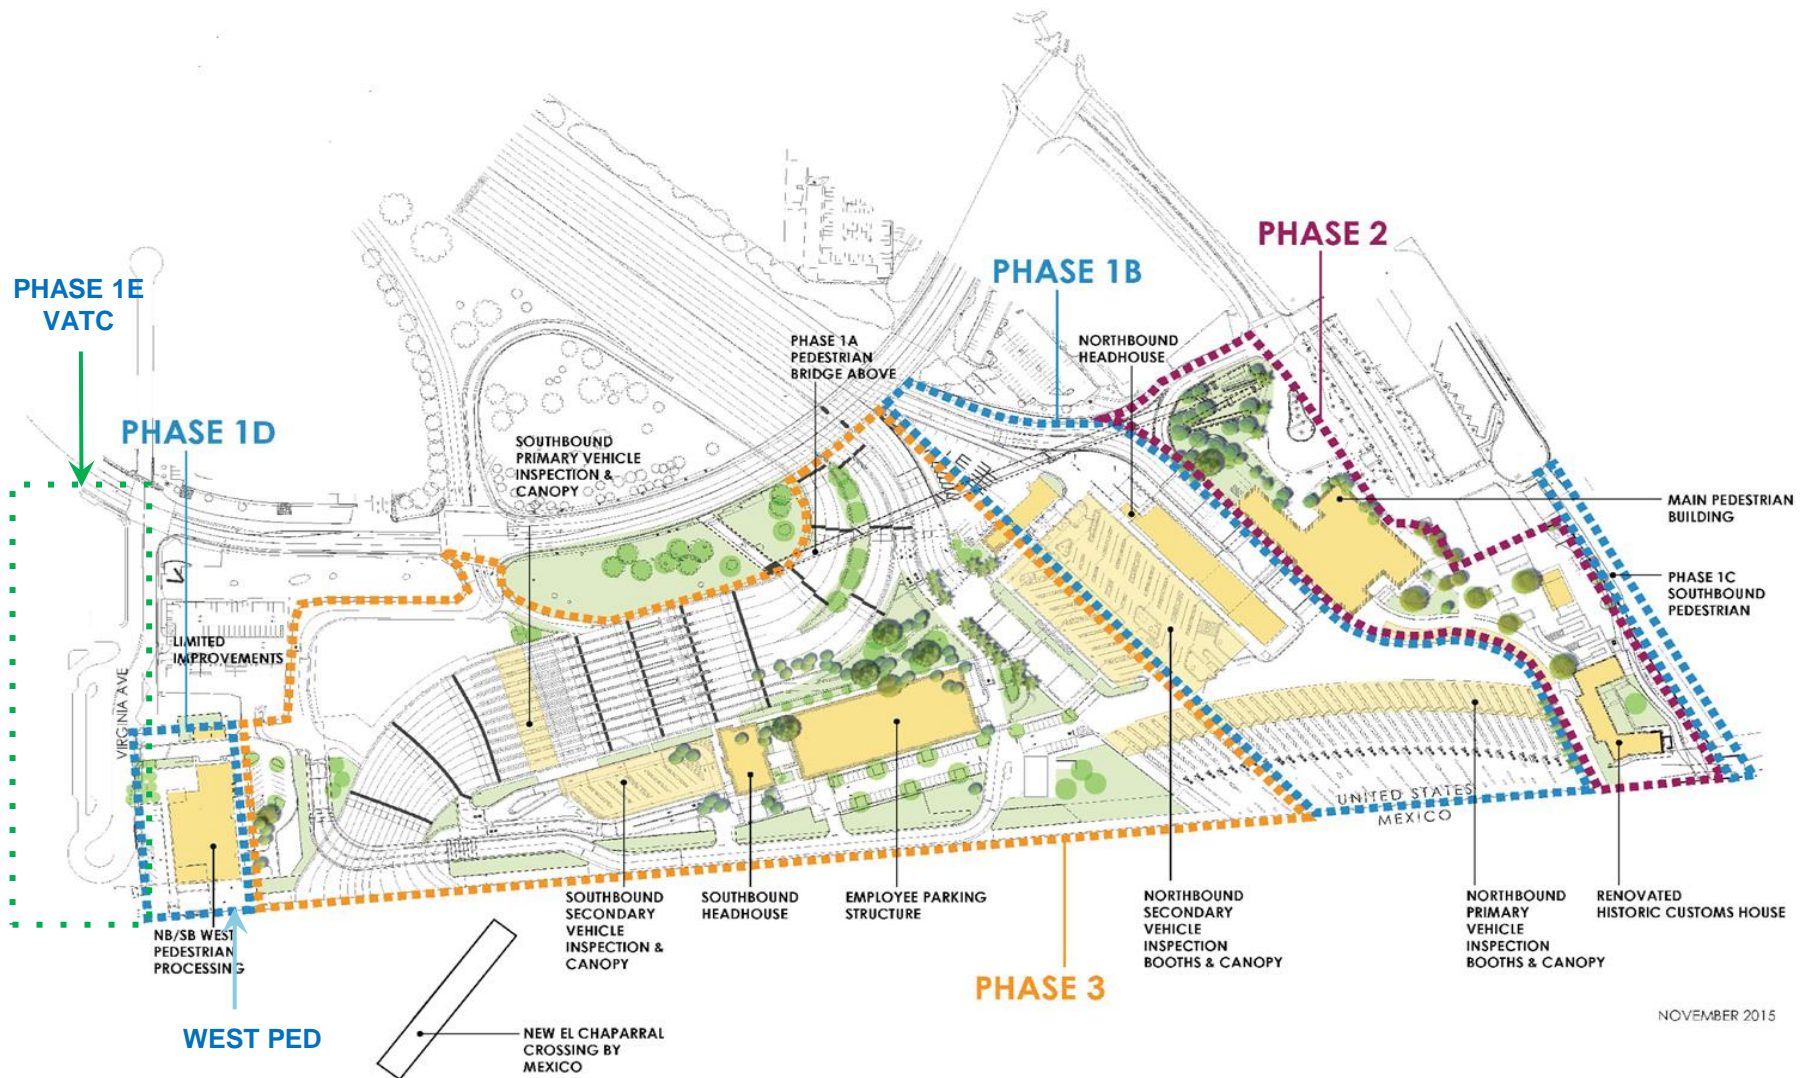 PHASE 2
PHASE 1B
PHASE 1E
VATC
PHASE 1A
PEDESTRIAN
BRIDGE ABOVE
NORTHBOUND
HEADHOUSE
PHASE 1D
SOUTHBOUND
PRIMARY VEHICLE
INSPECTION &
CANOPY
MAIN PEDESTRIAN
BUILDING
PHASE 1C
SOUTHBOUND
PEDESTRIAN
LIMITED
IMPROVEMENTS
VIRGINIA AVE
UNITED STATES
MEXICO
NB/SB WEST
PEDESTRIAN
PROCESSING
SOUTHBOUND
SECONDARY
VEHICLE
INSPECTION &
CANOPY
SOUTHBOUND
HEADHOUSE
EMPLOYEE PARKING
STRUCTURE
NORTHBOUND
SECONDARY
VEHICLE
INSPECTION
BOOTHS & CANOPY
NORTHBOUND
PRIMARY
VEHICLE
INSPECTION
BOOTHS & CANOPY
RENOVATED
HISTORIC CUSTOMS HOUSE
PHASE 3
WEST PED
NEW EL CHAPARRAL
CROSSING BY
MEXICO
NOVEMBER 2015